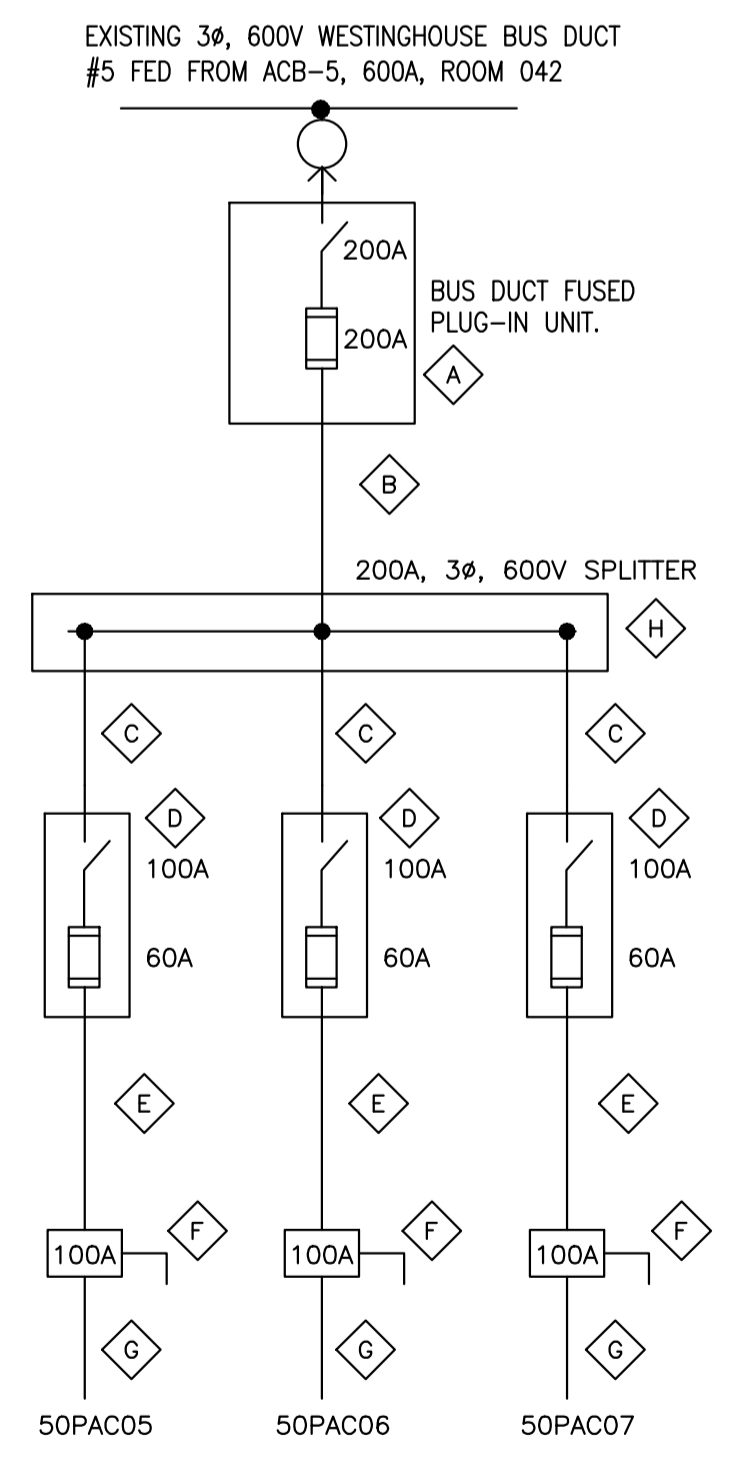 EXISTING 3ø, 600V WESTINGHOUSE BUS DUCT
#5 FED FROM ACB-5, 600A, ROOM 042
200A
BUS DUCT FUSED
PLUG-IN UNIT.
200A
A
B
200A, 3ø, 600V SPLITTER
H
C C C
D D D
100A 100A 100A
60A 60A 60A
E E E
F F F
100A 100A 100A
G G G
50PAC05 50PAC06 50PAC07